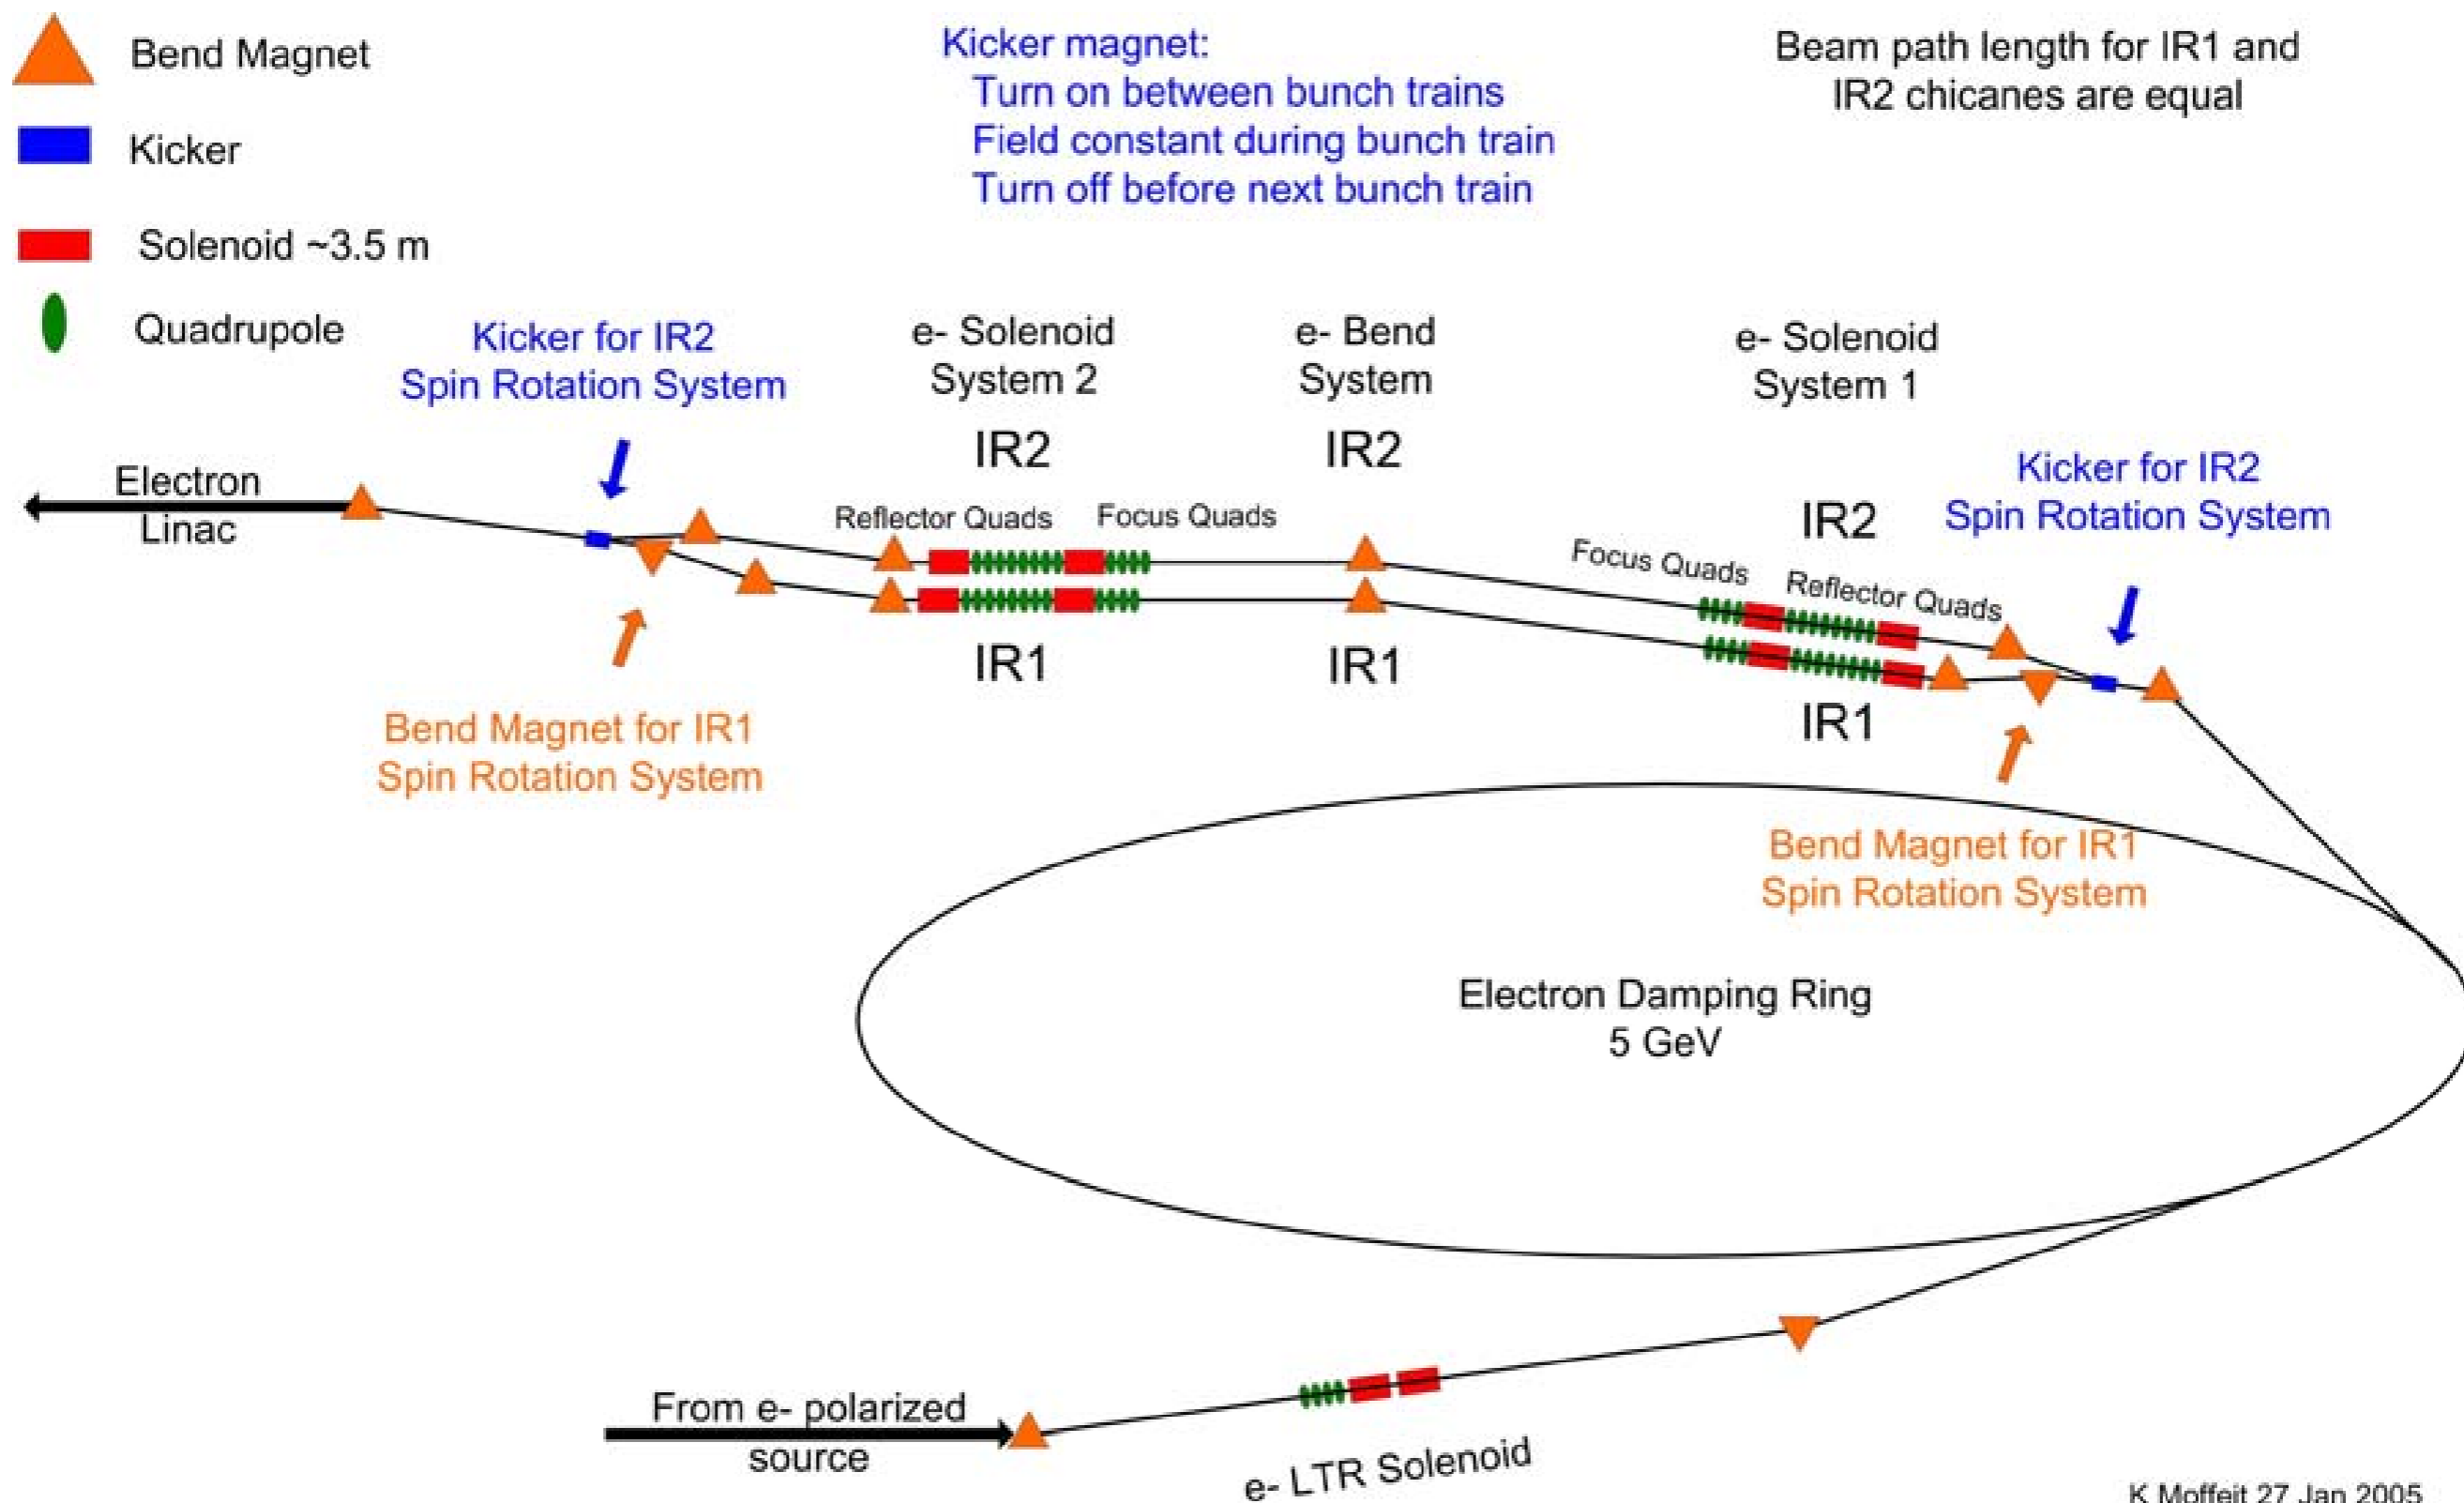 Bend Magnet
Kicker
Solenoid ~3.5 m
Quadrupole
Kicker magnet:
Turn on between bunch trains
Field constant during bunch train
Turn off before next bunch train
Beam path length for IR1 and
IR2 chicanes are equal
Kicker for IR2
Spin Rotation System
e- Solenoid
System 2
IR2
e- Bend
System
IR2
e- Solenoid
System 1
IR2
Kicker for IR2
Spin Rotation System
Electron
Linac
Reflector Quads
Focus Quads
Focus Quads
Reflector Quads
IR1
IR1
IR1
Bend Magnet for IR1
Spin Rotation System
Bend Magnet for IR1
Spin Rotation System
Electron Damping Ring
5 GeV
From e- polarized
source
e- LTR Solenoid
K Moffeit 27 Jan 2005